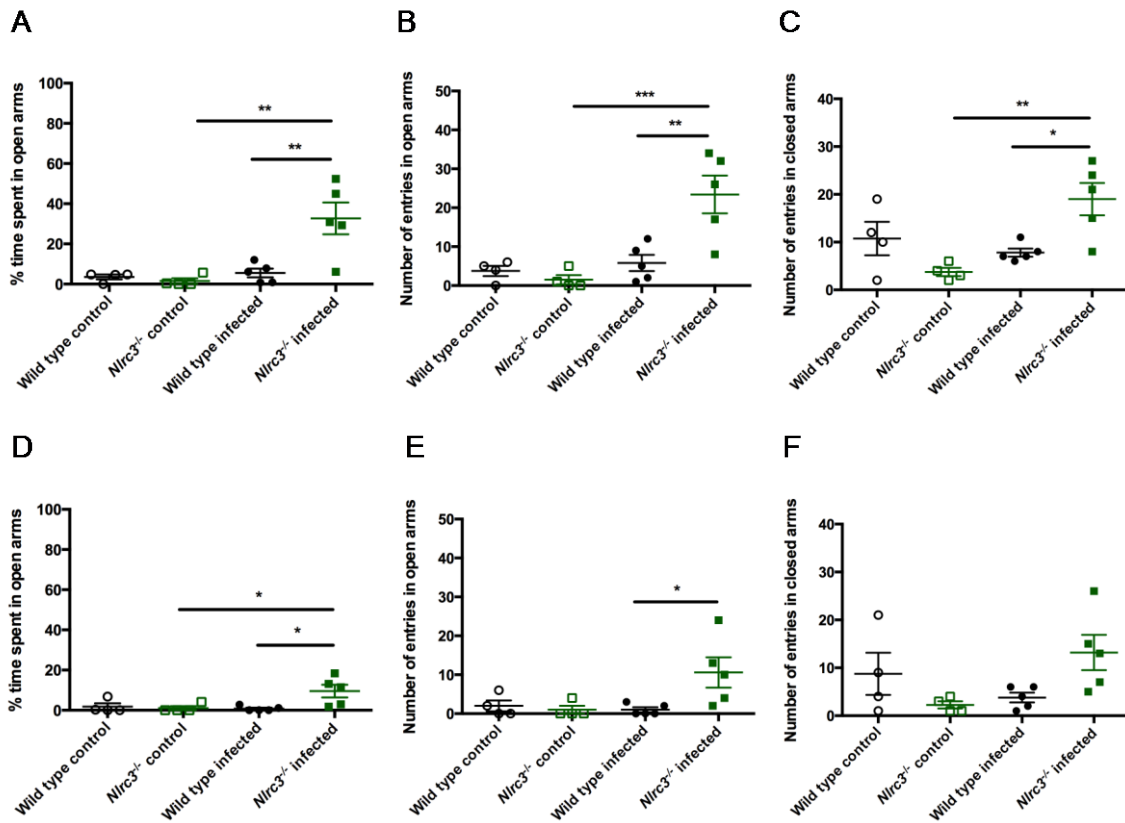 A
% time spent in open arms
100
80
60
40
20
0
**
**
Wild type control
Nlrc3-/- control
Wild type infected
Nlrc3-/- infected
B
Number of entries in open arms
50
40
30
20
10
0
***
**
Wild type control
Nlrc3-/- control
Wild type infected
Nlrc3-/- infected
C
Number of entries in closed arms
40
30
20
10
0
**
*
Wild type control
Nlrc3-/- control
Wild type infected
Nlrc3-/- infected
D
% time spent in open arms
100
80
60
40
20
0
*
*
Wild type control
Nlrc3-/- control
Wild type infected
Nlrc3-/- infected
E
Number of entries in open arms
50
40
30
20
10
0
*
Wild type control
Nlrc3-/- control
Wild type infected
Nlrc3-/- infected
F
Number of entries in closed arms
40
30
20
10
0
Wild type control
Nlrc3-/- control
Wild type infected
Nlrc3-/- infected